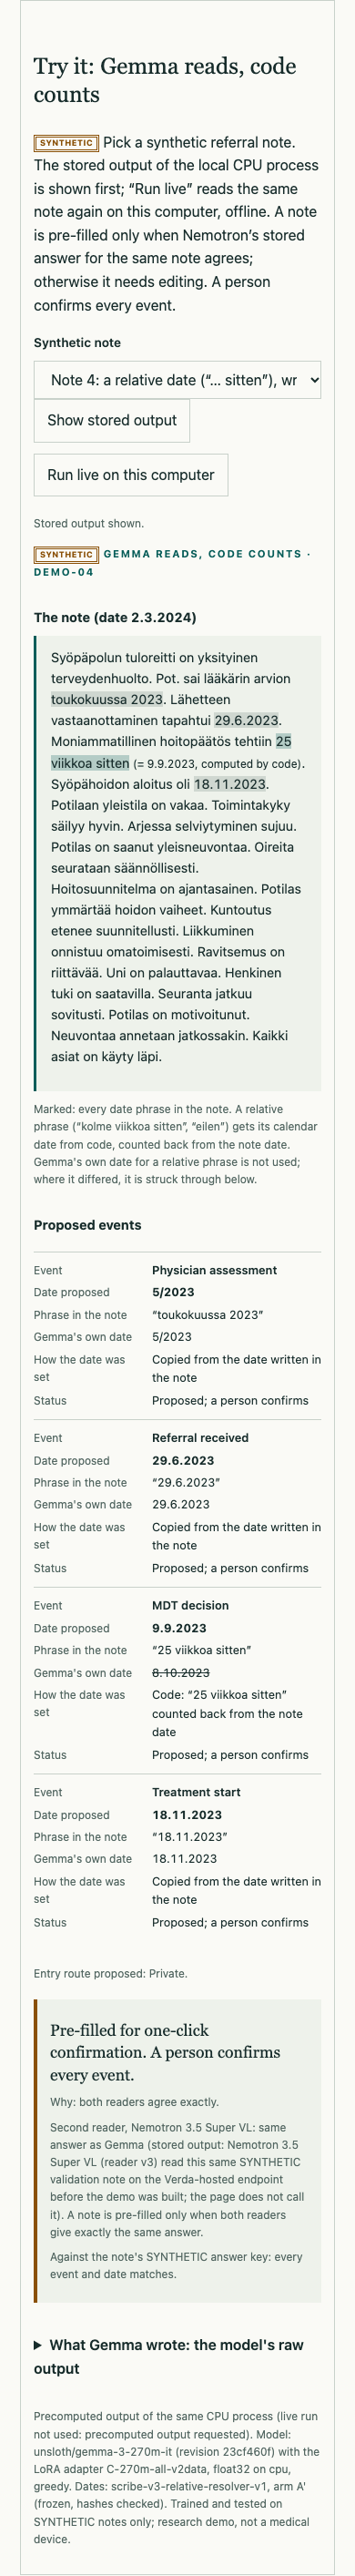 Try it: Gemma reads, code
counts
SYNTHETIC Pick a synthetic referral note.
The stored output of the local CPU process
is shown first; “Run live” reads the same
note again on this computer, offline. A note
is pre-filled only when Nemotron’s stored
answer for the same note agrees;
otherwise it needs editing. A person
confirms every event.
Synthetic note
Note 4: a relative date (“... sitten”), wr
Show stored output
Run live on this computer
Stored output shown.
SYNTHETIC GEMMA READS, CODE COUNTS ·
DEMO-04
The note (date 2.3.2024)
Syöpäpolun tuloreitti on yksityinen
terveydenhuolto. Pot. sai lääkärin arvion
toukokuussa 2023. Lähetteen
vastaanottaminen tapahtui 29.6.2023.
Moniammatillinen hoitopäätös tehtiin 25
viikkoa sitten (= 9.9.2023, computed by code).
Syöpähoidon aloitus oli 18.11.2023.
Potilaan yleistila on vakaa. Toimintakyky
säilyy hyvin. Arjessa selviytyminen sujuu.
Potilas on saanut yleisneuvontaa. Oireita
seurataan säännöllisesti.
Hoitosuunnitelma on ajantasainen. Potilas
ymmärtää hoidon vaiheet. Kuntoutus
etenee suunnitellusti. Liikkuminen
onnistuu omatoimisesti. Ravitsemus on
riittävää. Uni on palauttavaa. Henkinen
tuki on saatavilla. Seuranta jatkuu
sovitusti. Potilas on motivoitunut.
Neuvontaa annetaan jatkossakin. Kaikki
asiat on käyty läpi.
Marked: every date phrase in the note. A relative
phrase (“kolme viikkoa sitten”, “eilen”) gets its calendar
date from code, counted back from the note date.
Gemma's own date for a relative phrase is not used;
where it differed, it is struck through below.
Proposed events
Event Physician assessment
Date proposed 5/2023
Phrase in the note “toukokuussa 2023”
Gemma's own date 5/2023
How the date was Copied from the date written in
set the note
Status Proposed; a person confirms
Event Referral received
Date proposed 29.6.2023
Phrase in the note “29.6.2023”
Gemma's own date 29.6.2023
How the date was Copied from the date written in
set the note
Status Proposed; a person confirms
Event MDT decision
Date proposed 9.9.2023
Phrase in the note “25 viikkoa sitten”
Gemma's own date 8.10.2023
How the date was Code: “25 viikkoa sitten”
set counted back from the note
date
Status Proposed; a person confirms
Event Treatment start
Date proposed 18.11.2023
Phrase in the note “18.11.2023”
Gemma's own date 18.11.2023
How the date was Copied from the date written in
set the note
Status Proposed; a person confirms
Entry route proposed: Private.
Pre-filled for one-click
confirmation. A person confirms
every event.
Why: both readers agree exactly.
Second reader, Nemotron 3.5 Super VL: same
answer as Gemma (stored output: Nemotron 3.5
Super VL (reader v3) read this same SYNTHETIC
validation note on the Verda-hosted endpoint
before the demo was built; the page does not call
it). A note is pre-filled only when both readers
give exactly the same answer.
Against the note's SYNTHETIC answer key: every
event and date matches.
What Gemma wrote: the model's raw
output
Precomputed output of the same CPU process (live run
not used: precomputed output requested). Model:
unsloth/gemma-3-270m-it (revision 23cf460f) with the
LoRA adapter C-270m-all-v2data, float32 on cpu,
greedy. Dates: scribe-v3-relative-resolver-v1, arm A'
(frozen, hashes checked). Trained and tested on
SYNTHETIC notes only; research demo, not a medical
device.